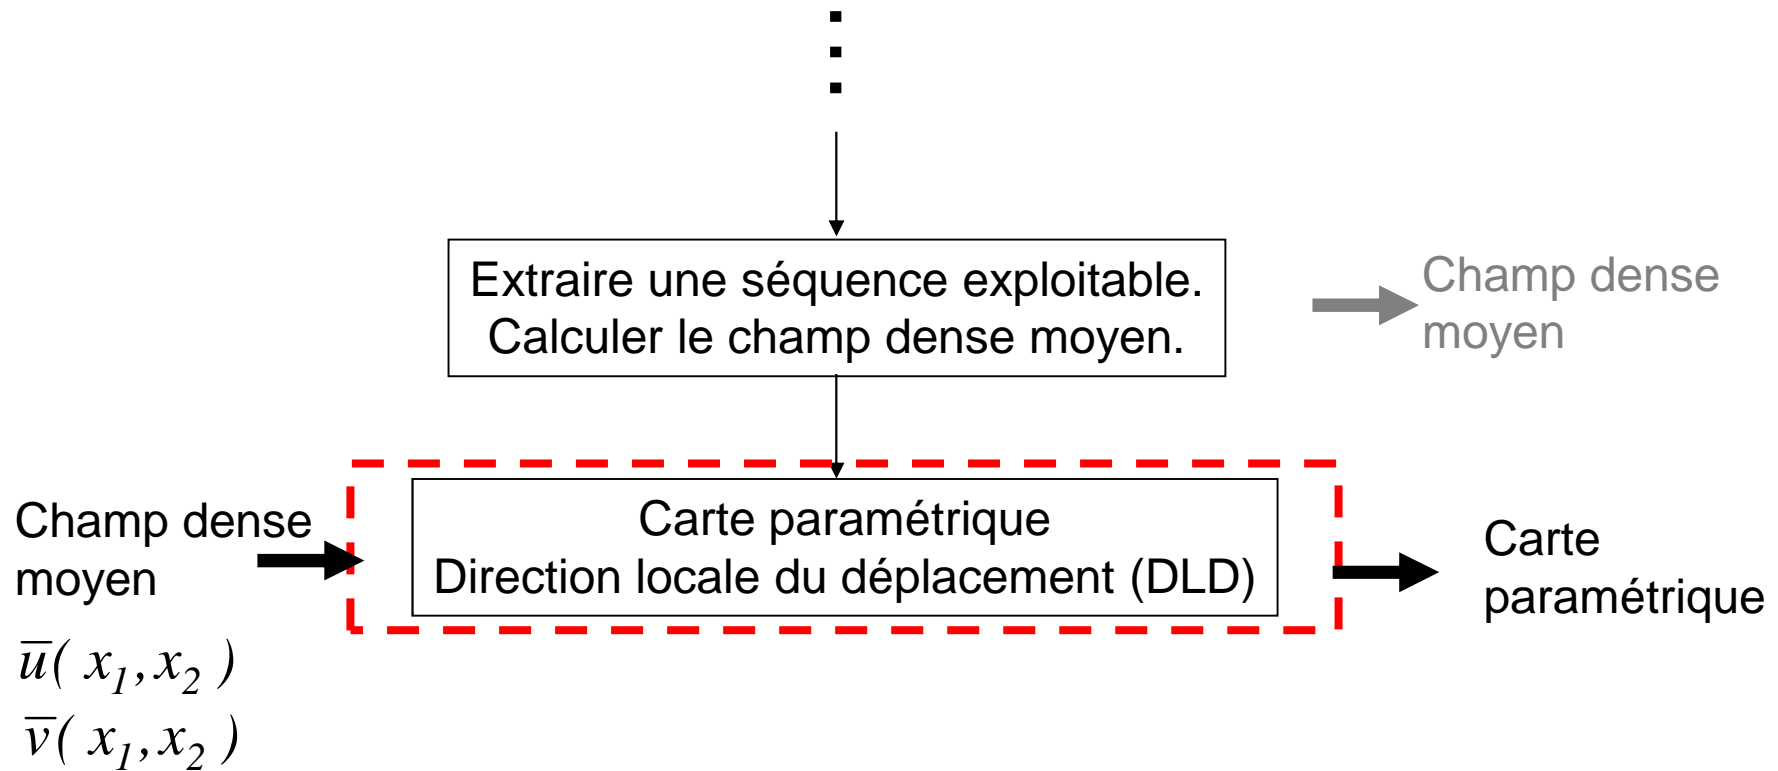 Extraire une séquence exploitable.
Calculer le champ dense moyen.
Champ dense
moyen
Champ dense
moyen
u̅( x₁,x₂ )
v̅( x₁,x₂ )
Carte paramétrique
Direction locale du déplacement (DLD)
Carte
paramétrique